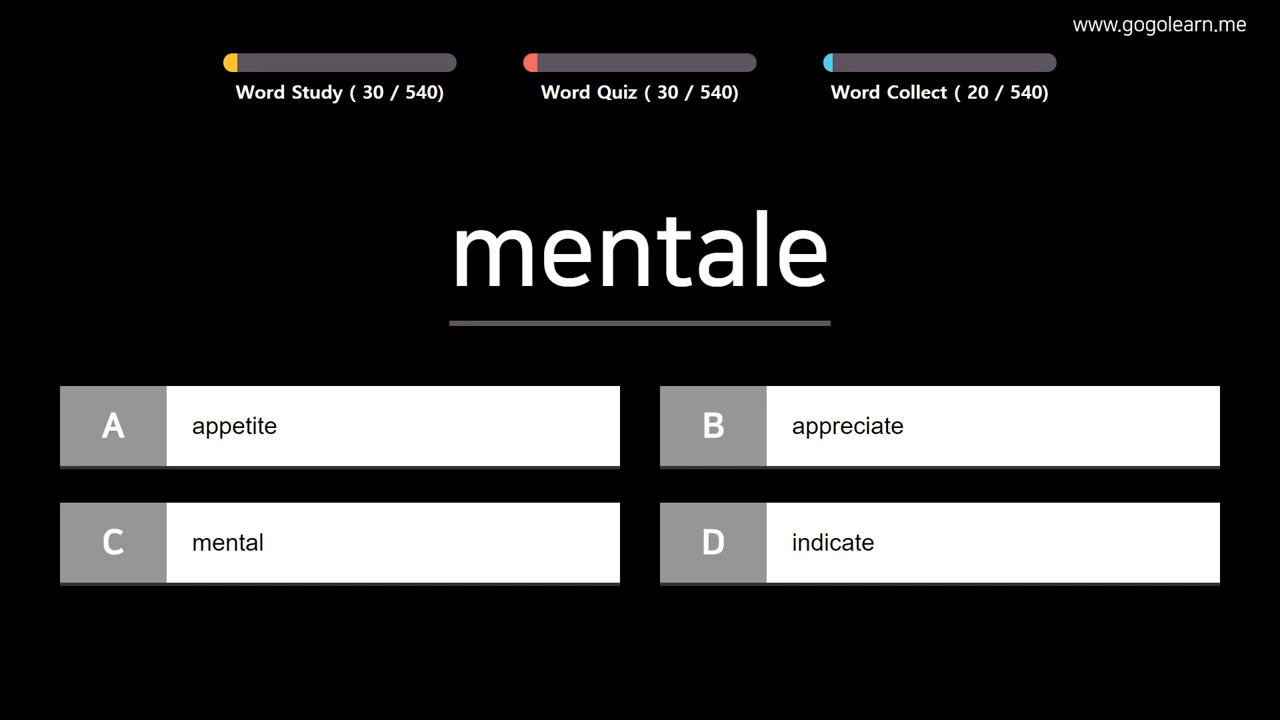 www.gogolearn.me
Word Study ( 30 / 540)
Word Quiz ( 30 / 540)
Word Collect ( 20 / 540)
mentale
A appetite
B appreciate
C mental
D indicate